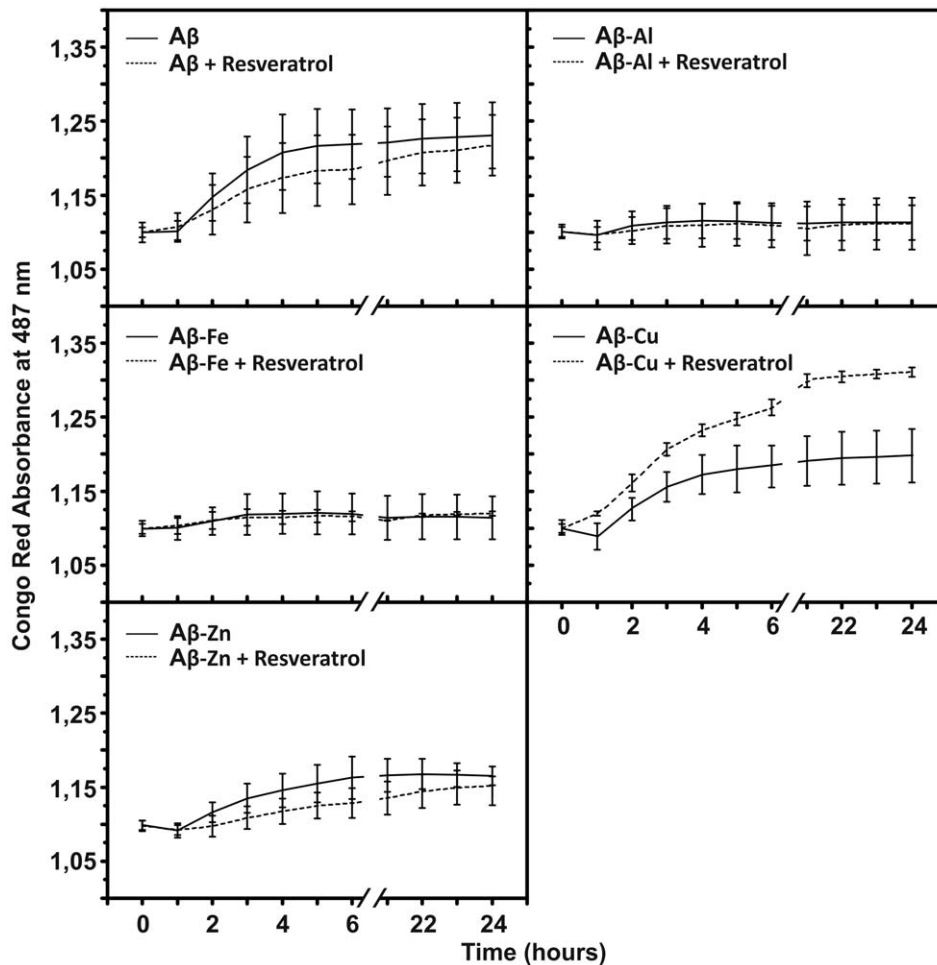 Congo Red Absorbance at 487 nm
1,35
1,25
1,15
1,05
Aβ
Aβ + Resveratrol
Aβ-Al
Aβ-Al + Resveratrol
1,35
1,25
1,15
1,05
Aβ-Fe
Aβ-Fe + Resveratrol
Aβ-Cu
Aβ-Cu + Resveratrol
0 2 4 6 22 24
1,35
1,25
1,15
1,05
Aβ-Zn
Aβ-Zn + Resveratrol
0 2 4 6 22 24
Time (hours)